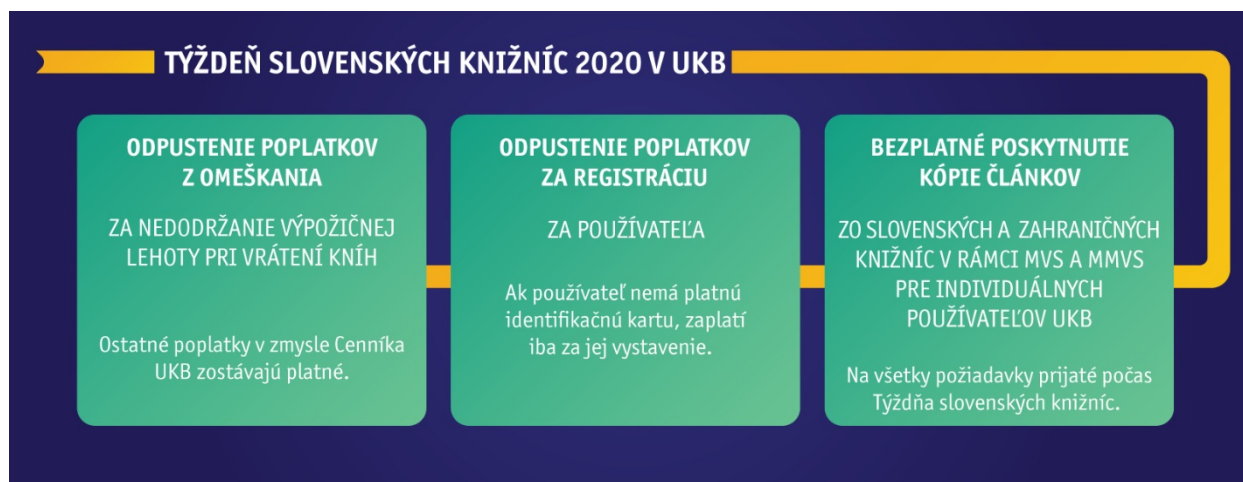 TÝŽDEŇ SLOVENSKÝCH KNIŽNÍC 2020 V UKB
ODPUSTENIE POPLATKOV
Z OMEŠKANIA
ZA NEDODRŽANIE VÝPOŽIČNEJ
LEHOTY PRI VRÁTENÍ KNÍH
Ostatné poplatky v zmysle Cenníka
UKB zostávajú platné.
ODPUSTENIE POPLATKOV
ZA REGISTRÁCIU
ZA POUŽÍVATEĽA
Ak používateľ nemá platnú
identifikačnú kartu, zaplatí
iba za jej vystavenie.
BEZPLATNÉ POSKYTNUTIE
KÓPIE ČLÁNKOV
ZO SLOVENSKÝCH A ZAHRANIČNÝCH
KNIŽNÍC V RÁMCI MVS A MMVS
PRE INDIVIDUÁLNYCH
POUŽÍVATEĽOV UKB
Na všetky požiadavky prijaté počas
Týždňa slovenských knižníc.